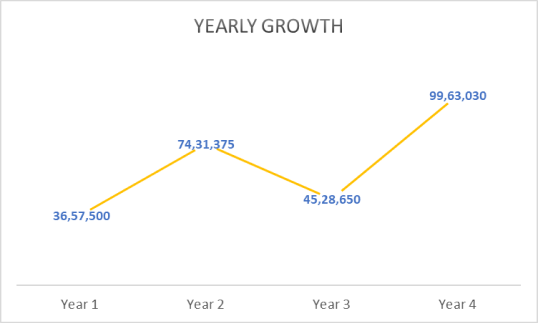 YEARLY GROWTH
99,63,030
74,31,375
45,28,650
36,57,500
Year 1 Year 2 Year 3 Year 4